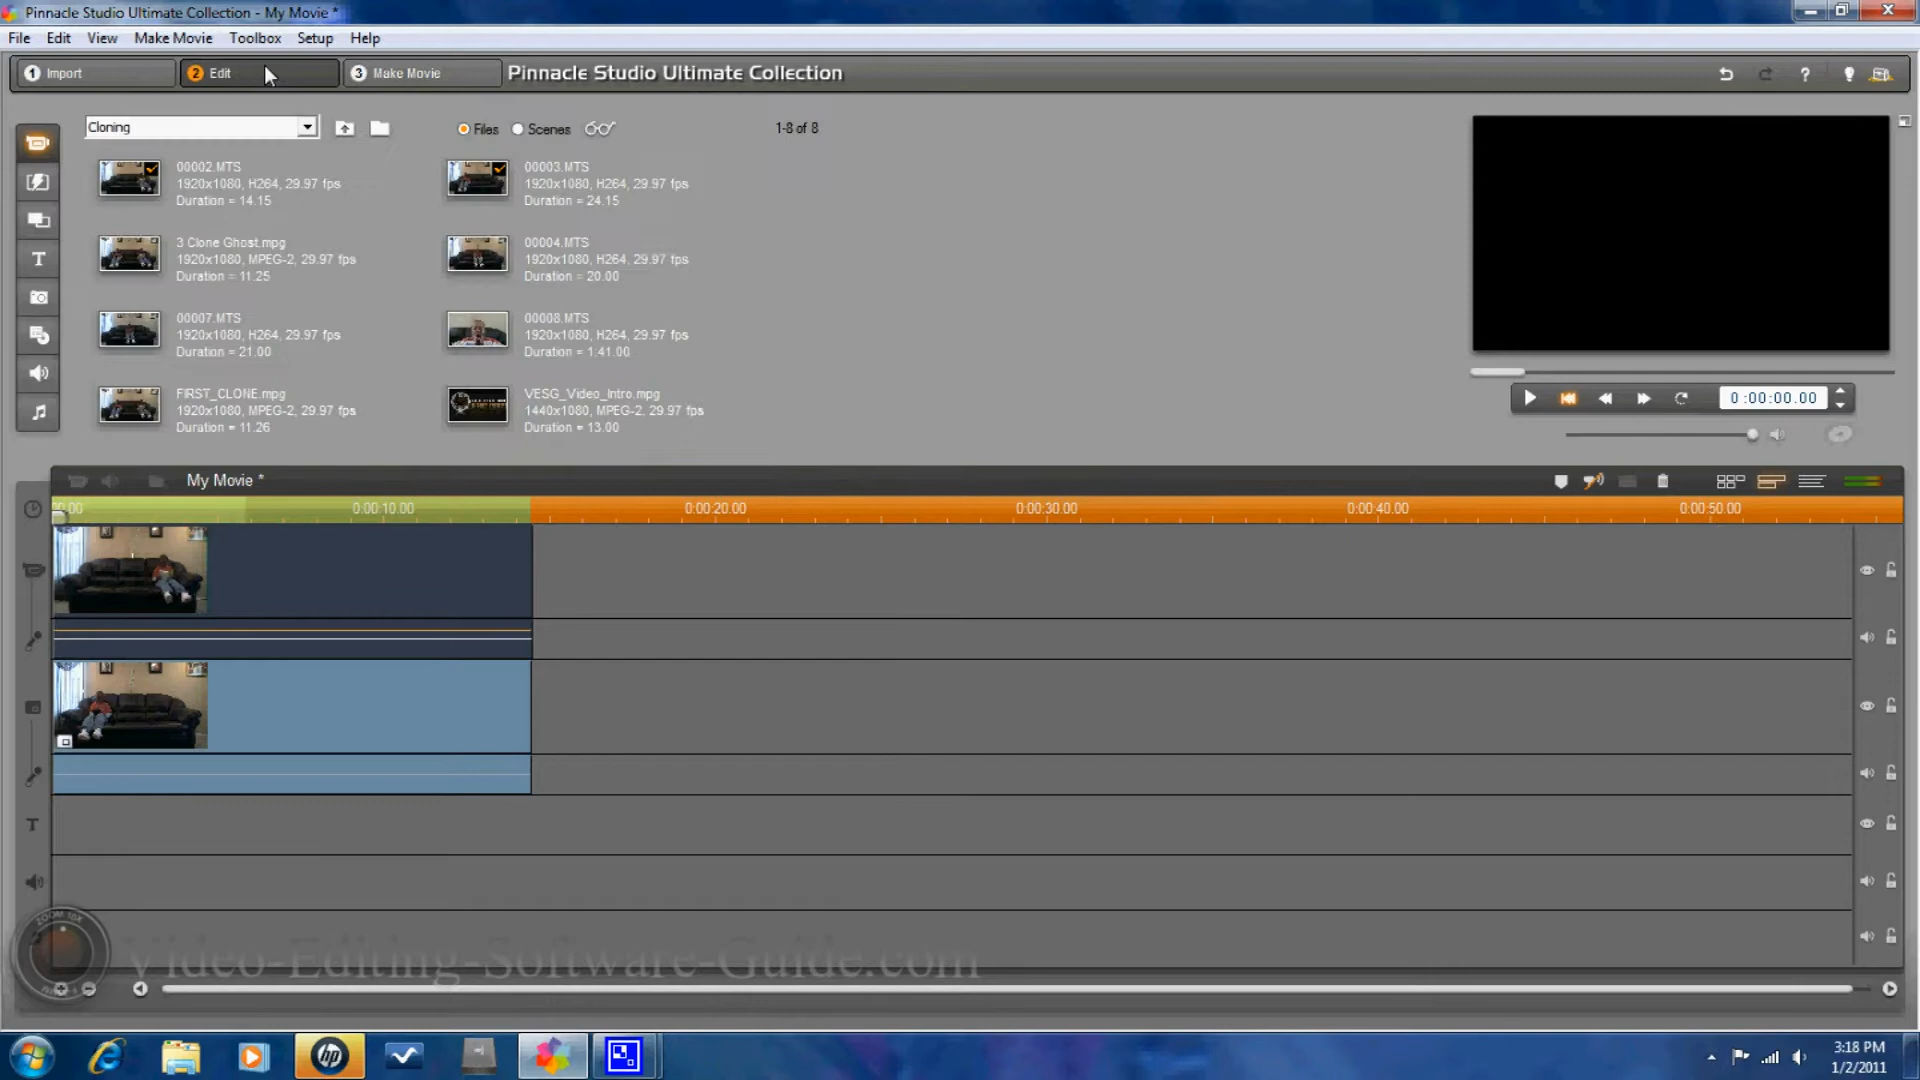 Pinnacle Studio Ultimate Collection - My Movie *
File Edit View Make Movie Toolbox Setup Help
1 Import 2 Edit 3 Make Movie Pinnacle Studio Ultimate Collection ?
Cloning Files Scenes 1-8 of 8
00002.MTS
1920x1080, H264, 29.97 fps
Duration = 14.15
00003.MTS
1920x1080, H264, 29.97 fps
Duration = 24.15
3 Clone Ghost.mpg
1920x1080, MPEG-2, 29.97 fps
Duration = 11.25
00004.MTS
1920x1080, H264, 29.97 fps
Duration = 20.00
00007.MTS
1920x1080, H264, 29.97 fps
Duration = 21.00
00008.MTS
1920x1080, H264, 29.97 fps
Duration = 1:41.00
FIRST_CLONE.mpg
1920x1080, MPEG-2, 29.97 fps
Duration = 11.26
VESG_Video_Intro.mpg
1440x1080, MPEG-2, 29.97 fps
Duration = 13.00
T
0:00:00.00
My Movie *
0:00:10.00 0:00:20.00 0:00:30.00 0:00:40.00 0:00:50.00
T
ZOOM 16X
Video-Editing-Software-Guide.com
hp
3:18 PM
1/2/2011